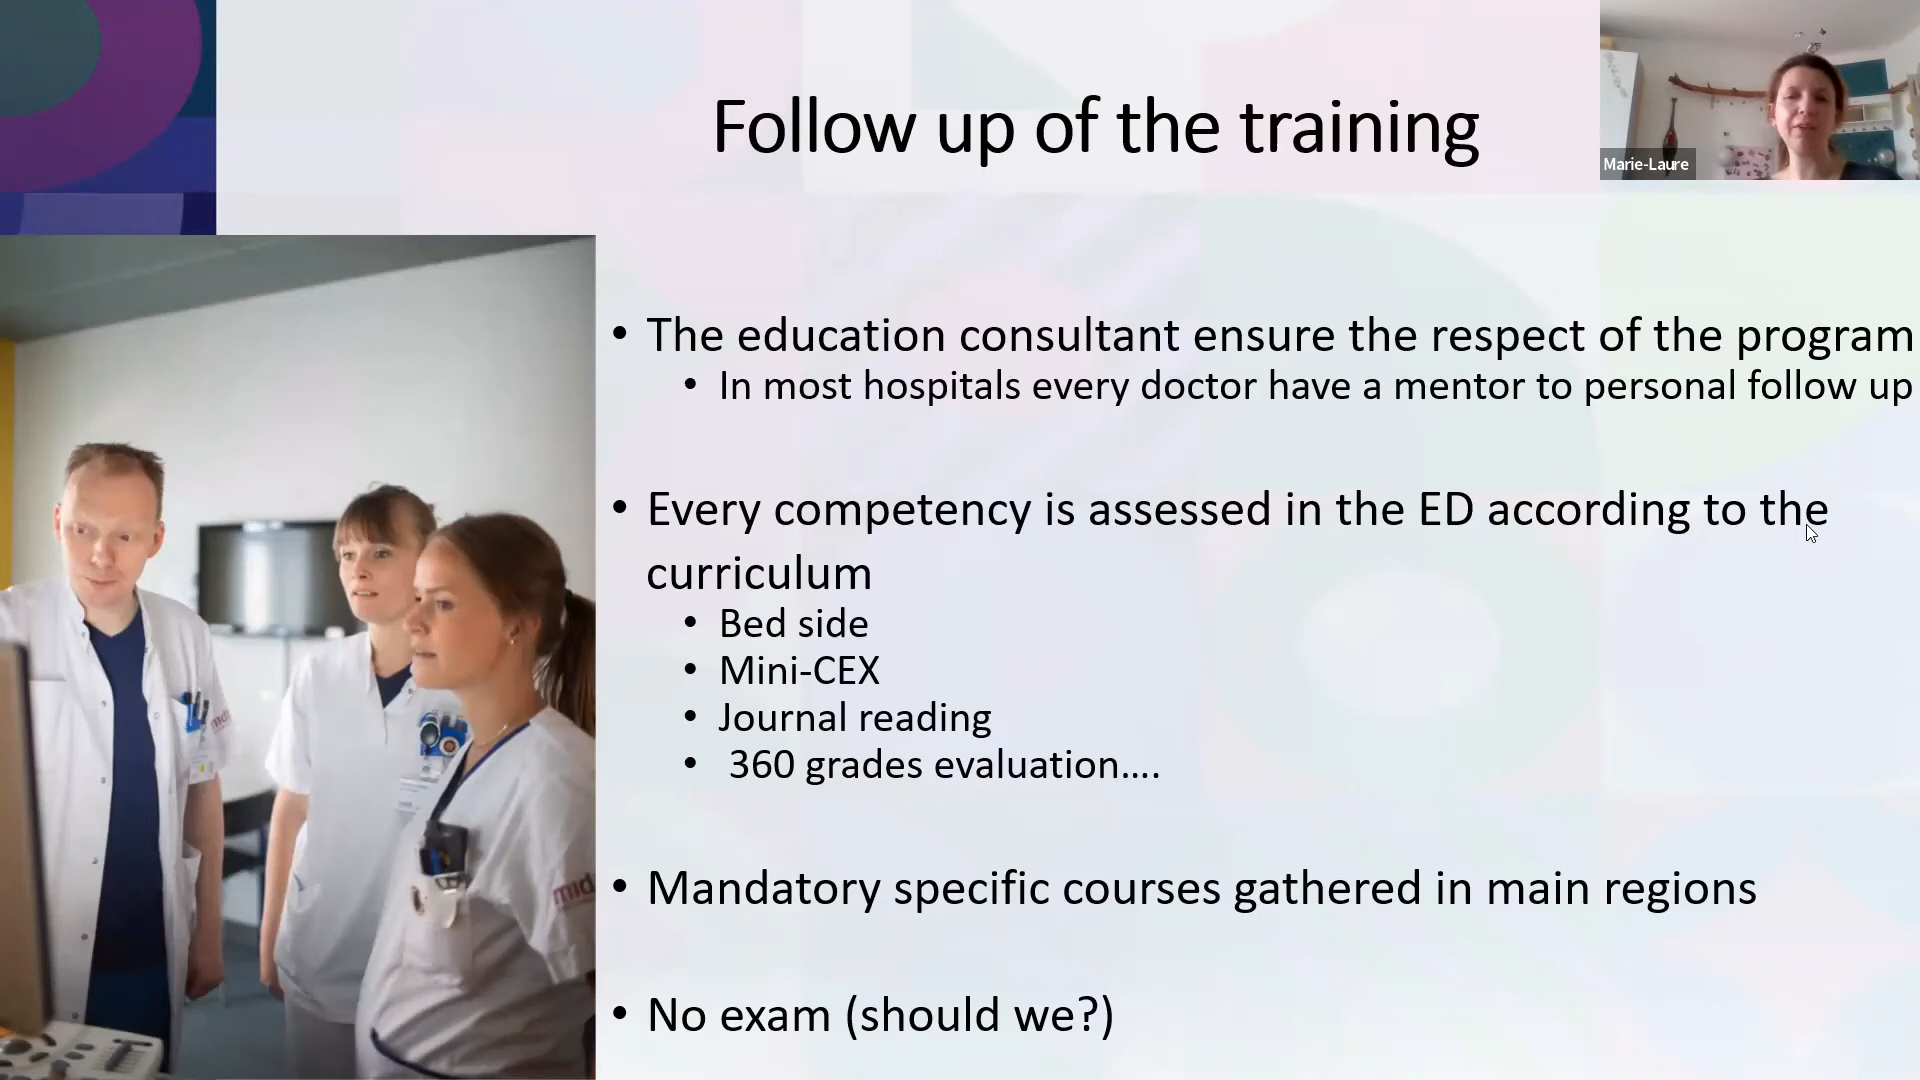 Follow up of the training
Marie-Laure
• The education consultant ensure the respect of the program
• In most hospitals every doctor have a mentor to personal follow up
• Every competency is assessed in the ED according to the
curriculum
• Bed side
• Mini-CEX
• Journal reading
• 360 grades evaluation....
• Mandatory specific courses gathered in main regions
• No exam (should we?)